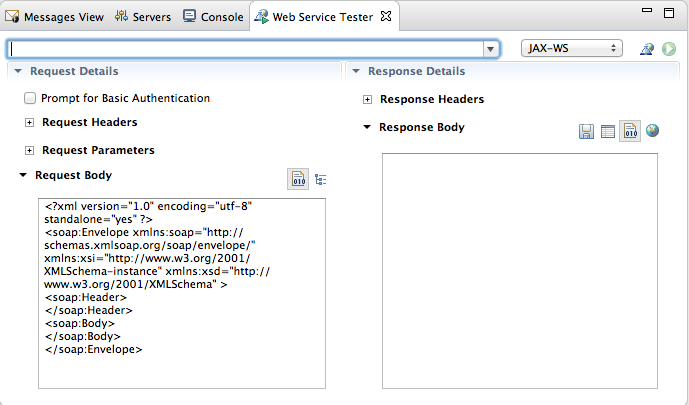 Messages View Servers Console Web Service Tester
JAX-WS
Request Details
Prompt for Basic Authentication
Request Headers
Request Parameters
Request Body
010
<?xml version="1.0" encoding="utf-8"
standalone="yes" ?>
<soap:Envelope xmlns:soap="http://
schemas.xmlsoap.org/soap/envelope/"
xmlns:xsi="http://www.w3.org/2001/
XMLSchema-instance" xmlns:xsd="http://
www.w3.org/2001/XMLSchema" >
<soap:Header>
</soap:Header>
<soap:Body>
</soap:Body>
</soap:Envelope>
Response Details
Response Headers
Response Body
010